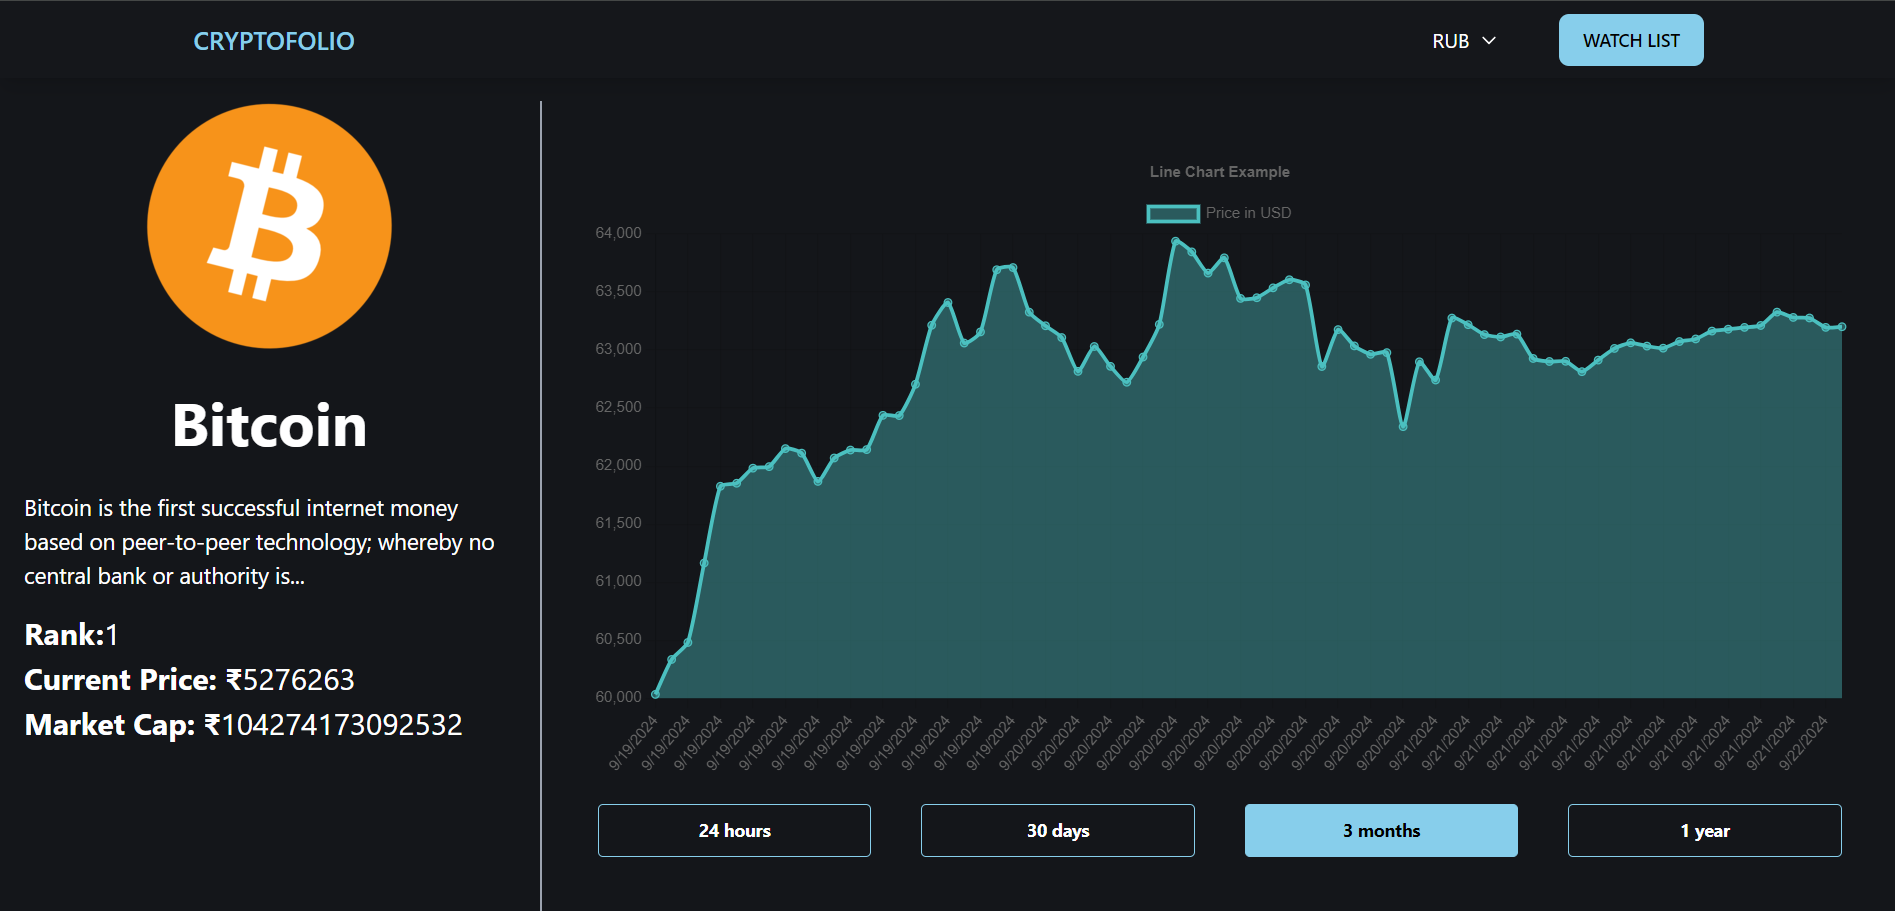 CRYPTOFOLIO
RUB
WATCH LIST
Bitcoin
Bitcoin is the first successful internet money
based on peer-to-peer technology; whereby no
central bank or authority is...
Rank:1
Current Price: ₹5276263
Market Cap: ₹104274173092532
Line Chart Example
Price in USD
64,000
63,500
63,000
62,500
62,000
61,500
61,000
60,500
60,000
9/19/2024
9/19/2024
9/19/2024
9/19/2024
9/19/2024
9/19/2024
9/19/2024
9/19/2024
9/19/2024
9/19/2024
9/19/2024
9/19/2024
9/20/2024
9/20/2024
9/20/2024
9/20/2024
9/20/2024
9/20/2024
9/20/2024
9/20/2024
9/20/2024
9/20/2024
9/20/2024
9/20/2024
9/21/2024
9/21/2024
9/21/2024
9/21/2024
9/21/2024
9/21/2024
9/21/2024
9/21/2024
9/21/2024
9/21/2024
9/21/2024
9/21/2024
9/22/2024
24 hours
30 days
3 months
1 year